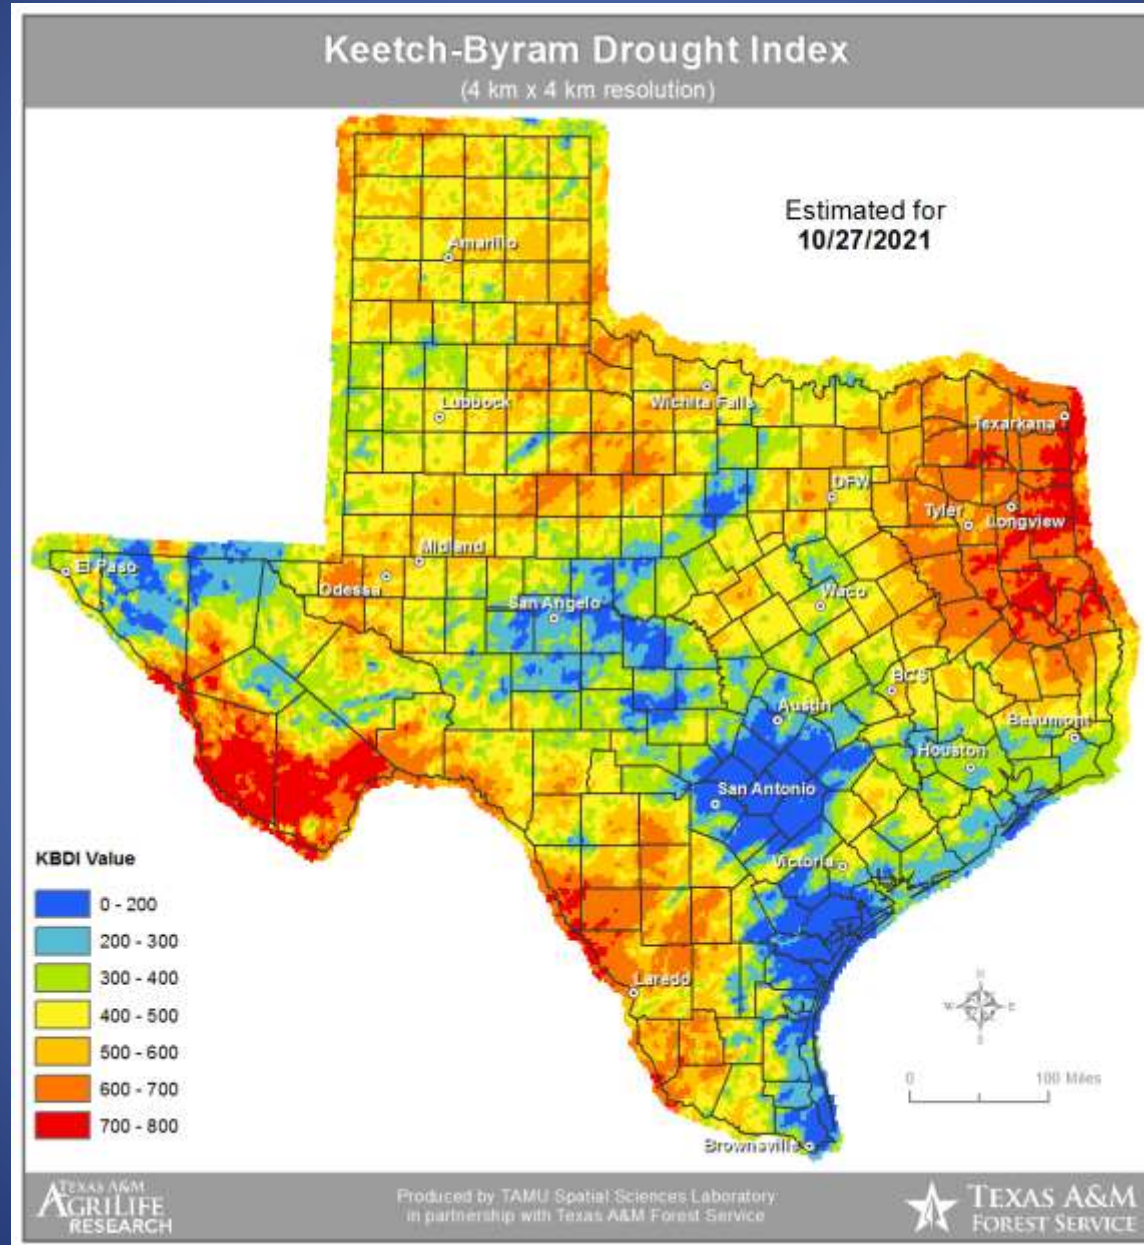 Keetch-Byram Drought Index
(4 km x 4 km resolution)
Estimated for
10/27/2021
Amarillo
Lubbock
Wichita Falls
Texarkana
DFW
Tyler
Longview
El Paso
Midland
Odessa
San Angelo
Waco
BCS
Austin
Beaumont
Houston
San Antonio
Victoria
Laredo
Brownsville
KBDI Value
0 - 200
200 - 300
300 - 400
400 - 500
500 - 600
600 - 700
700 - 800
N
W
E
S
0
100 Miles
TEXAS A&M
AGRILIFE
RESEARCH
Produced by TAMU Spatial Sciences Laboratory
in partnership with Texas A&M Forest Service
TEXAS A&M
FOREST SERVICE